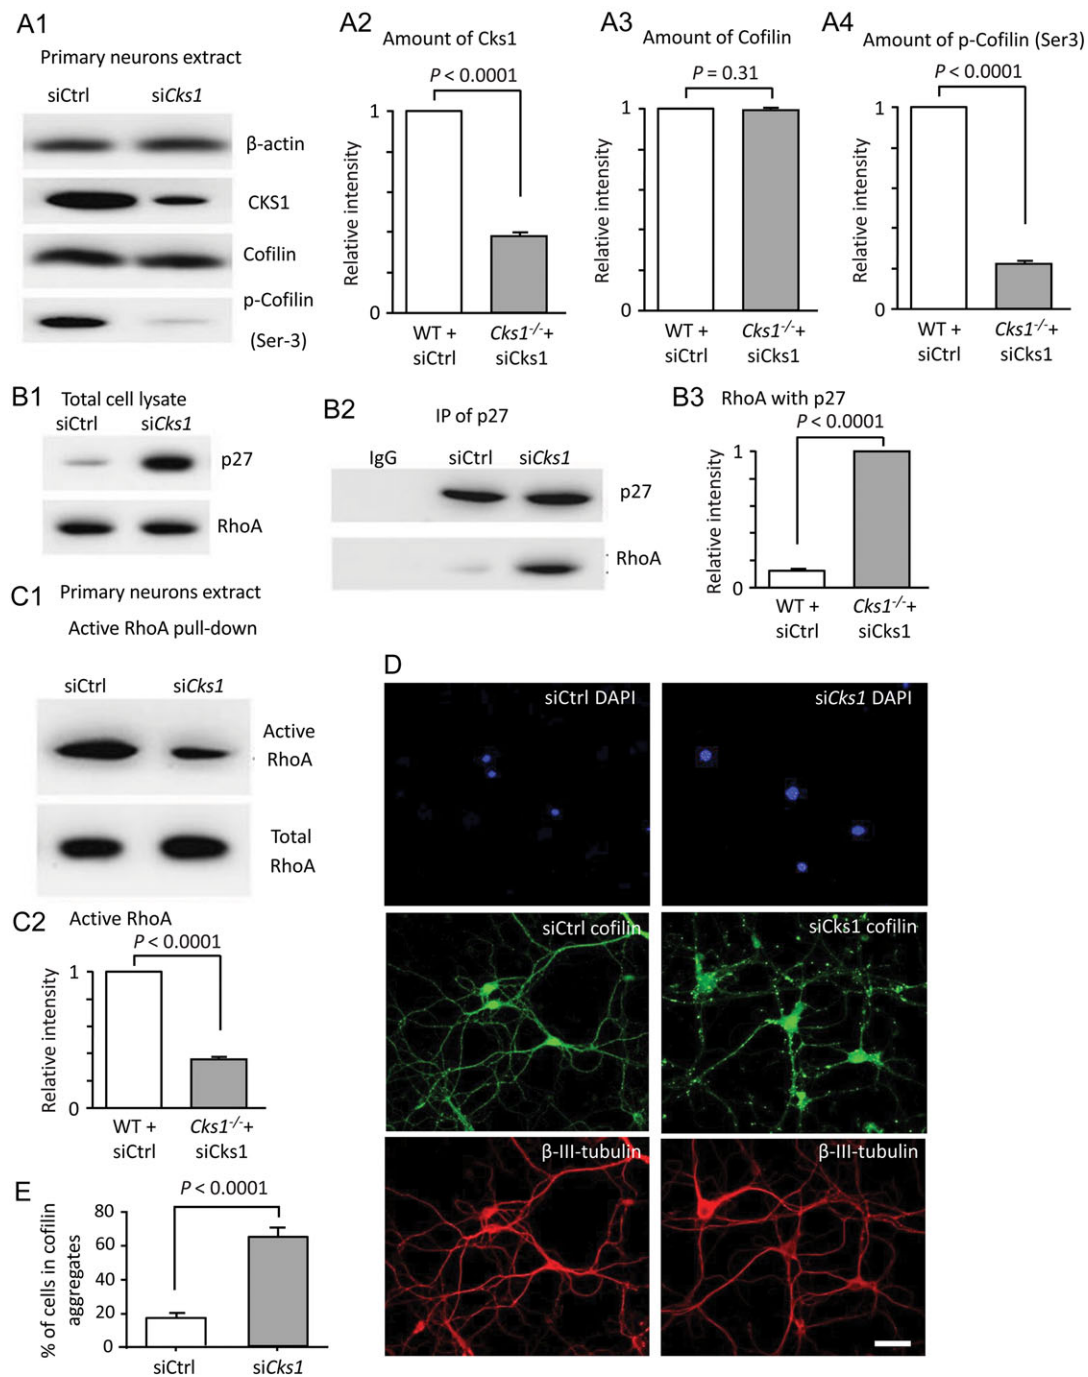 A1
Primary neurons extract
siCtrl siCks1
β-actin
CKS1
Cofilin
p-Cofilin
(Ser-3)
A2
Amount of Cks1
P < 0.0001
1
Relative intensity
0
WT + Cks1-/-+
siCtrl siCks1
A3
Amount of Cofilin
P = 0.31
1
Relative intensity
0
WT + Cks1-/-+
siCtrl siCks1
A4
Amount of p-Cofilin (Ser3)
P < 0.0001
1
Relative intensity
0
WT + Cks1-/-+
siCtrl siCks1
B1 Total cell lysate
siCtrl siCks1
p27
RhoA
B2
IP of p27
IgG siCtrl siCks1
p27
RhoA
B3 RhoA with p27
P < 0.0001
1
Relative intensity
0
WT + Cks1-/-+
siCtrl siCks1
C1 Primary neurons extract
Active RhoA pull-down
siCtrl siCks1
Active
RhoA
Total
RhoA
C2 Active RhoA
P < 0.0001
1
Relative intensity
0
WT + Cks1-/-+
siCtrl siCks1
D
siCtrl DAPI
siCks1 DAPI
siCtrl cofilin
siCks1 cofilin
β-III-tubulin
β-III-tubulin
E
P < 0.0001
% of cells in cofilin
aggregates
80
60
40
20
0
siCtrl siCks1